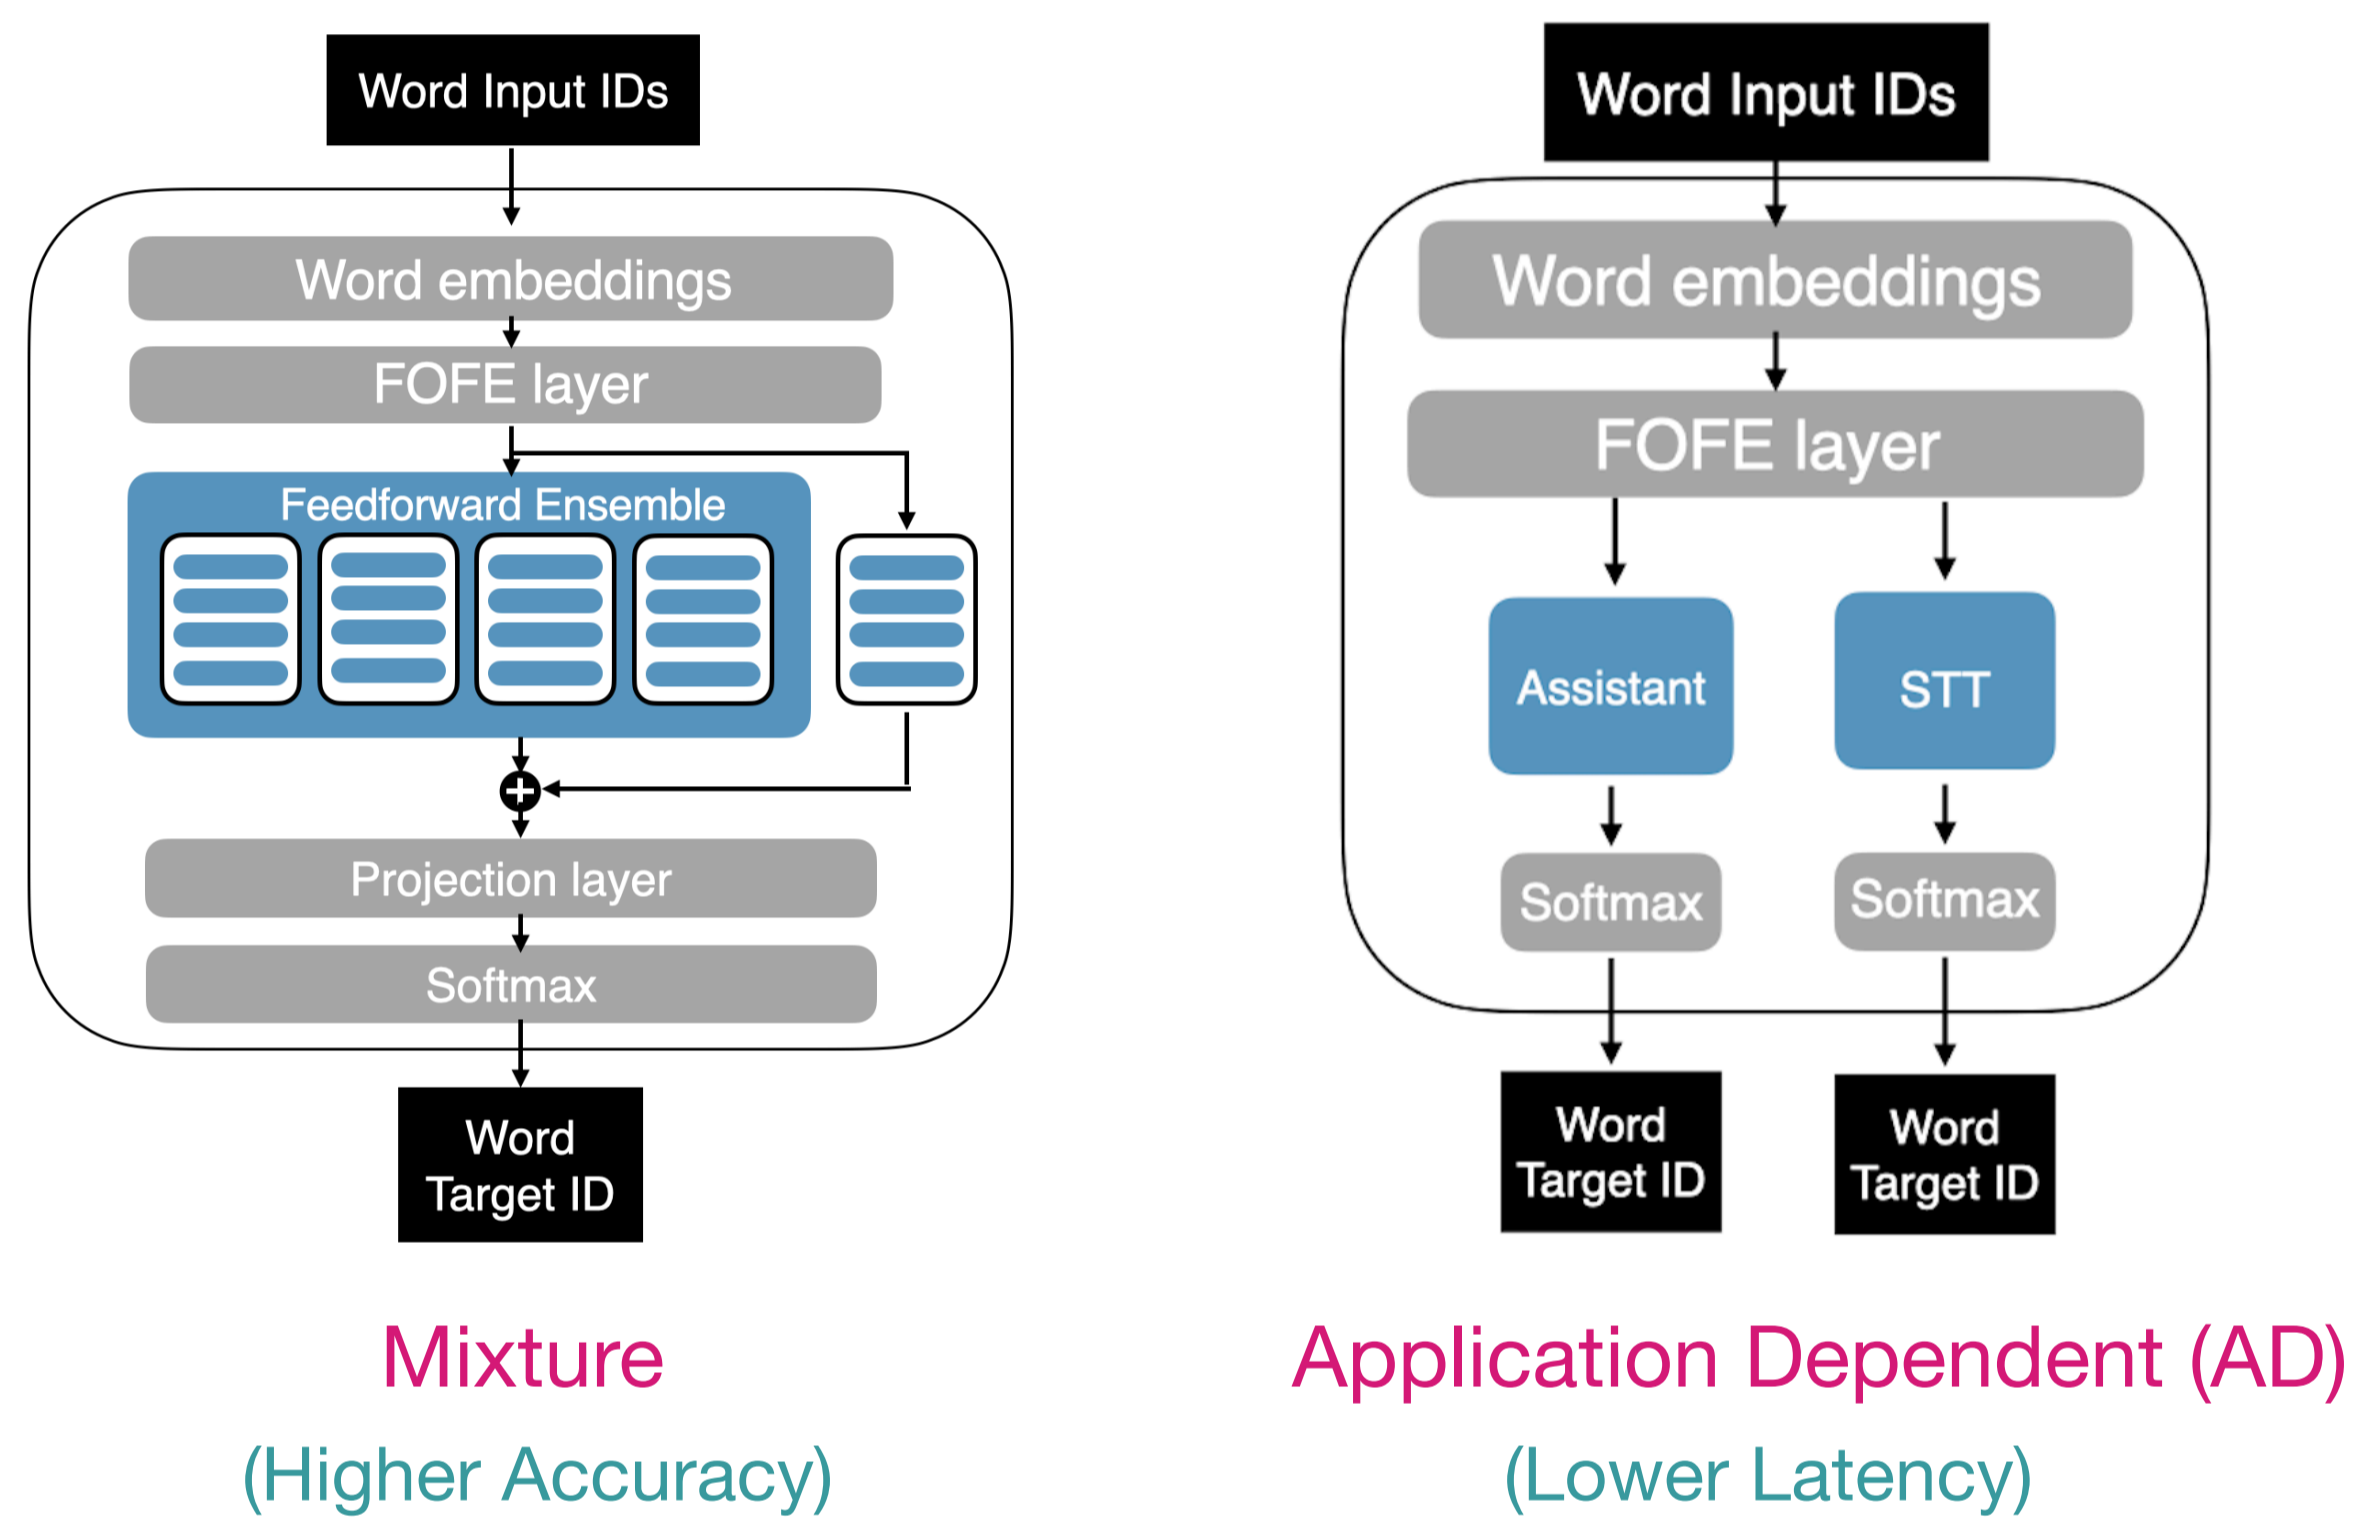 Word Input IDs
Word embeddings
FOFE layer
Feedforward Ensemble
Projection layer
Softmax
Word
Target ID
Mixture
(Higher Accuracy)
Word Input IDs
Word embeddings
FOFE layer
Assistant
STT
Softmax
Softmax
Word
Target ID
Word
Target ID
Application Dependent (AD)
(Lower Latency)